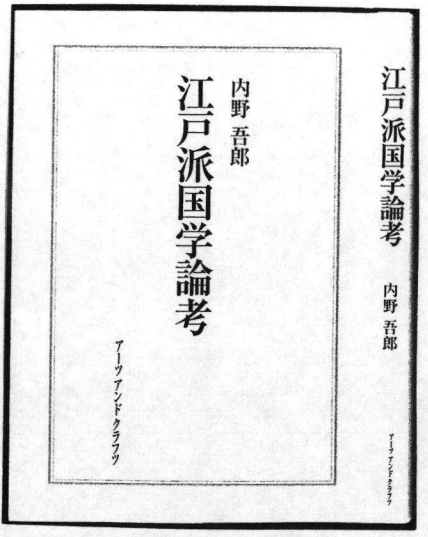 内野 吾郎
江戸派国学論考
アーツ アンド クラフツ
江戸派国学論考
内野 吾郎
アーツ アンド クラフツ